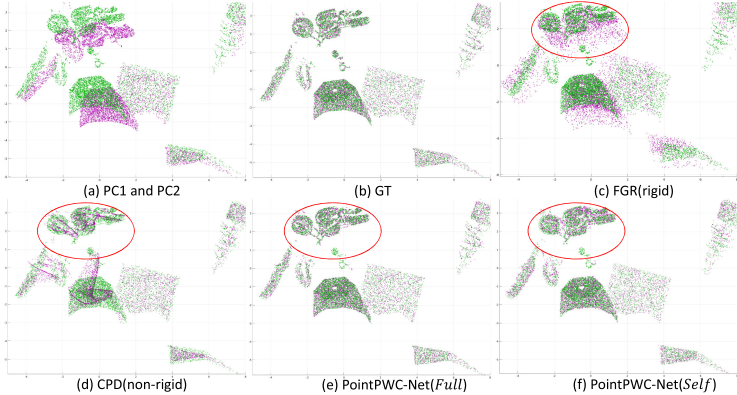 (a) PC1 and PC2
(b) GT
(c) FGR(rigid)
(d) CPD(non-rigid)
(e) PointPWC-Net(Full)
(f) PointPWC-Net(Self)